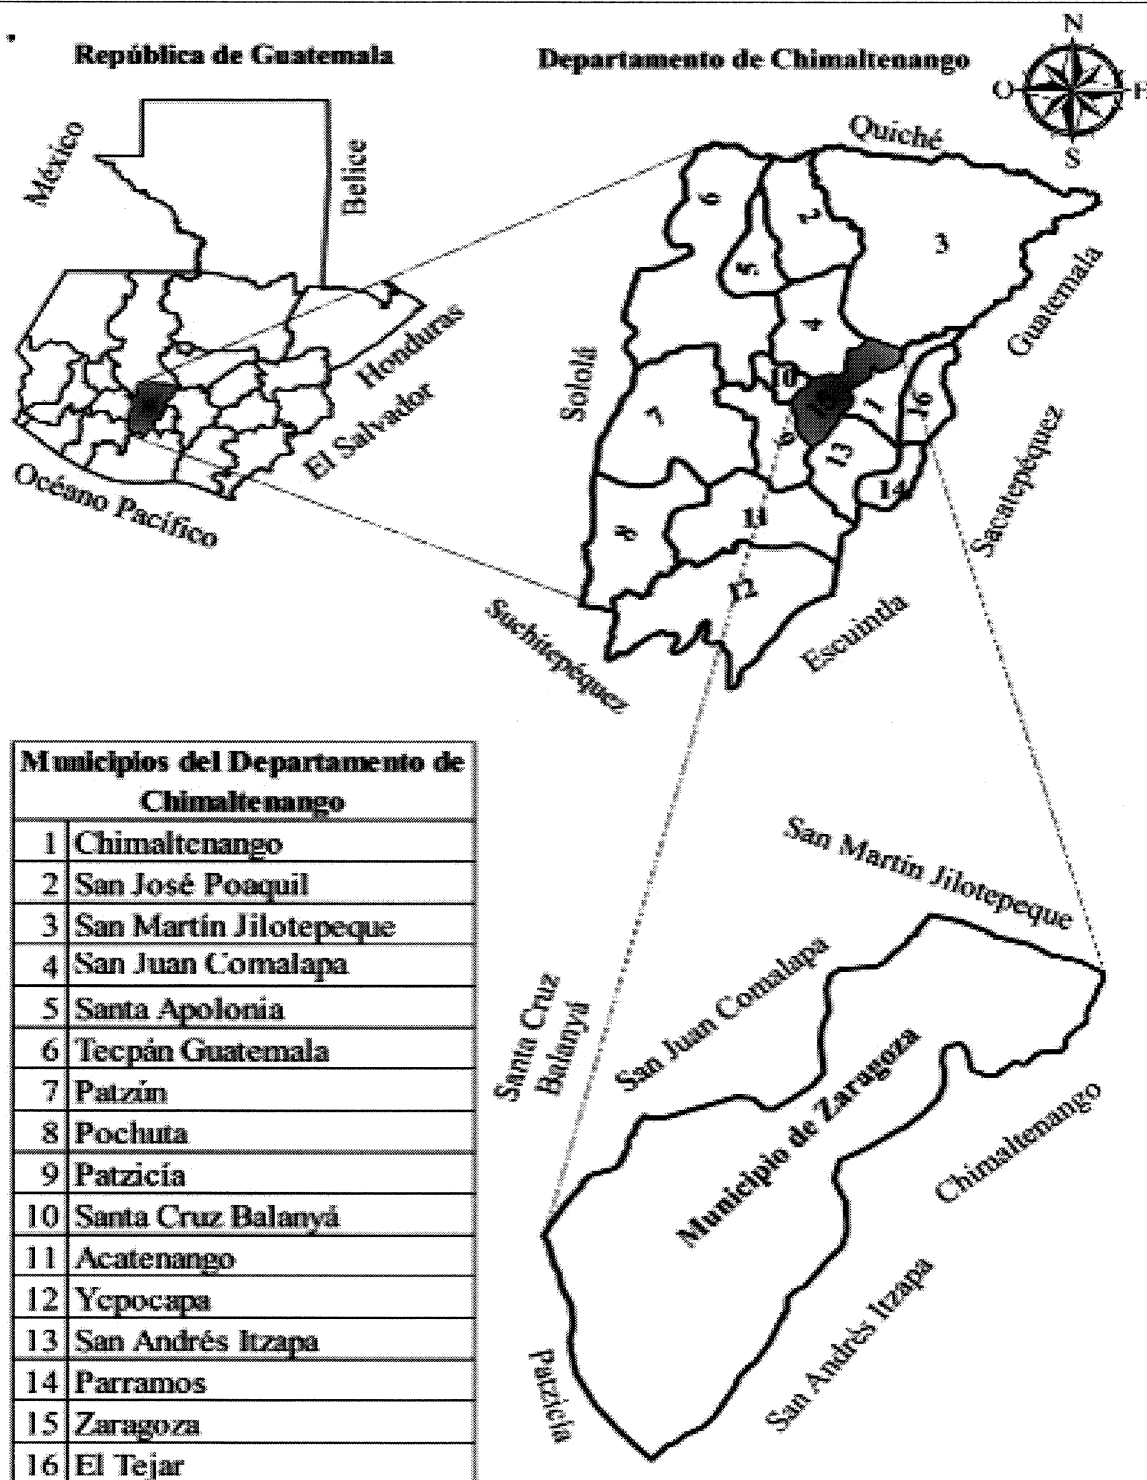 República de Guatemala
Departamento de Chimaltenango
N
O
E
S
México
Belice
Honduras
El Salvador
Océano Pacífico
Quiché
Guatemala
Sololá
Sacatepéquez
Escuintla
Suchitepéquez
6
2
3
5
4
10
15
1
16
7
9
13
14
8
11
12
Municipios del Departamento de
Chimaltenango
1 Chimaltenango
2 San José Poaquil
3 San Martín Jilotepeque
4 San Juan Comalapa
5 Santa Apolonia
6 Tecpán Guatemala
7 Patzún
8 Pochuta
9 Patzicía
10 Santa Cruz Balanyá
11 Acatenango
12 Yepocapa
13 San Andrés Itzapa
14 Parramos
15 Zaragoza
16 El Tejar
San Martín Jilotepeque
San Juan Comalapa
Santa Cruz
Balanyá
Municipio de Zaragoza
Chimaltenango
San Andrés Itzapa
Patzicía